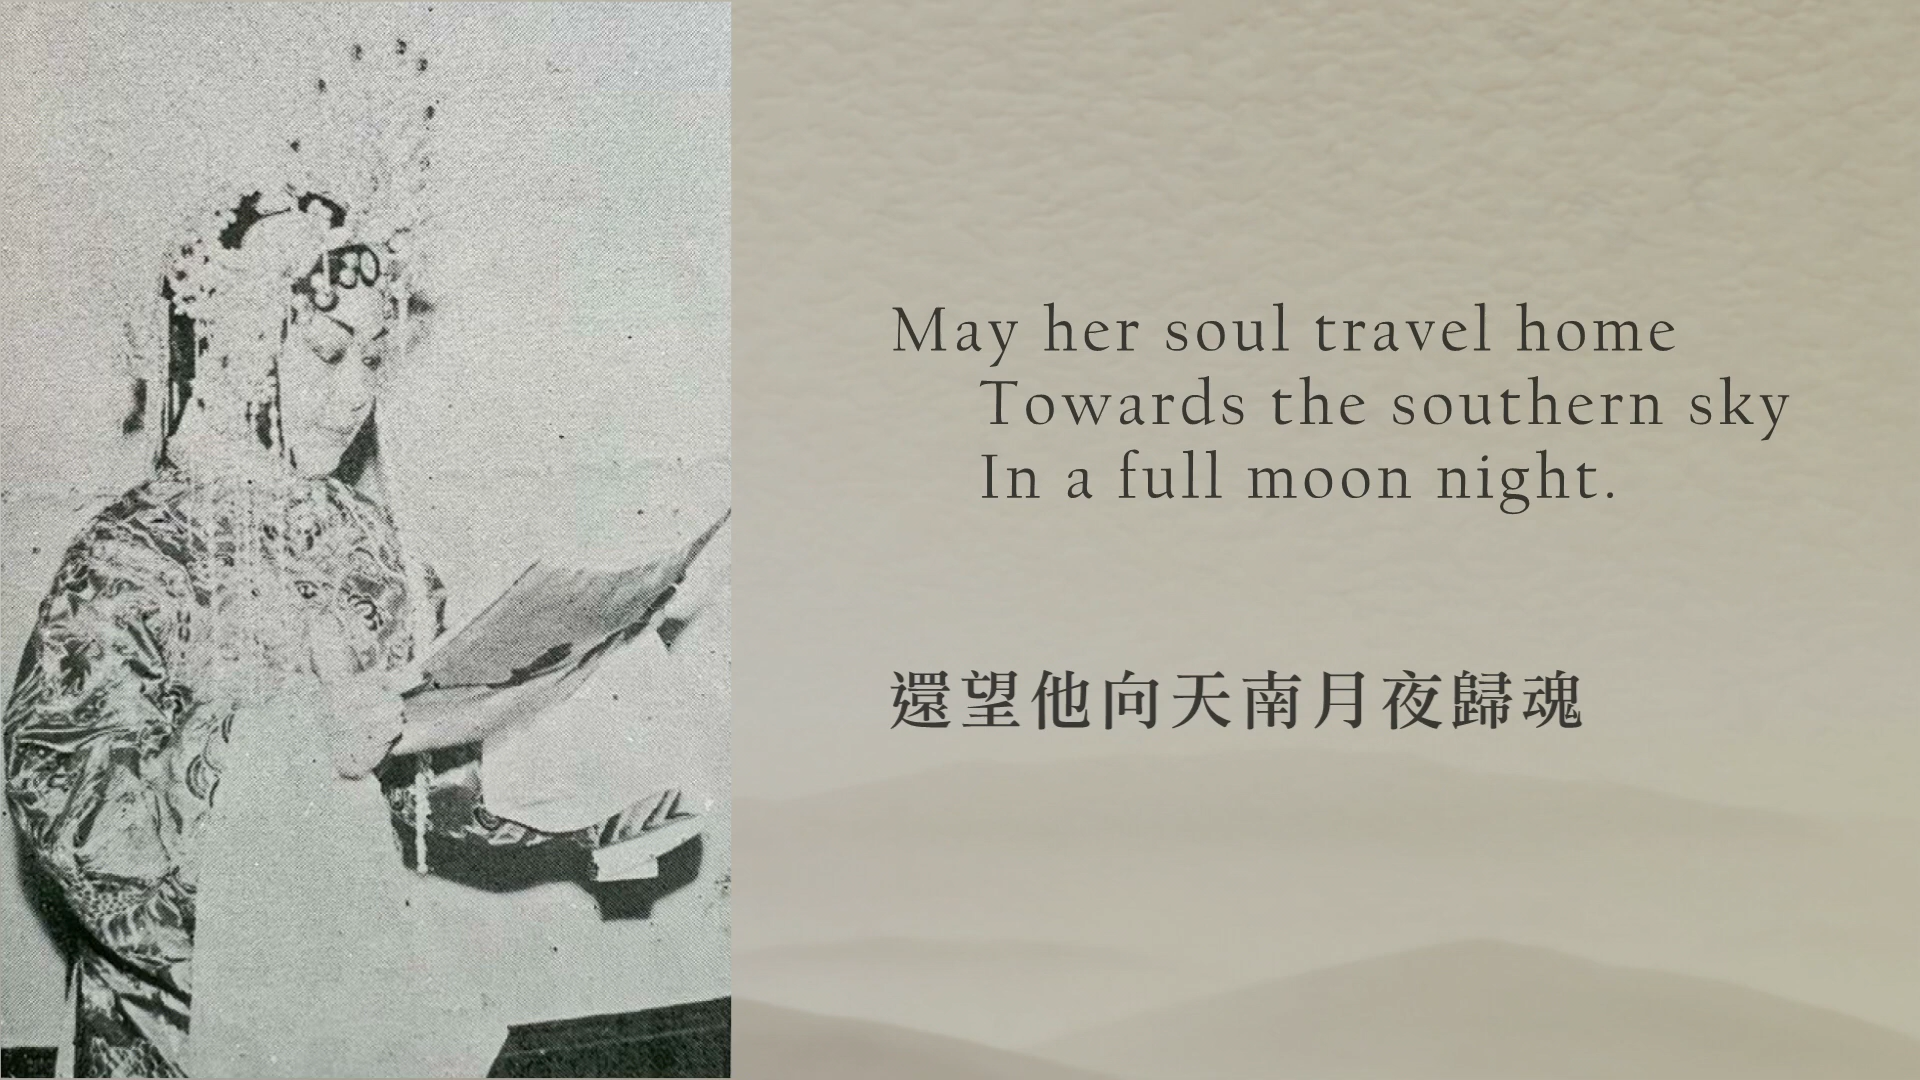 May her soul travel home
Towards the southern sky
In a full moon night.
還望他向天南月夜歸魂